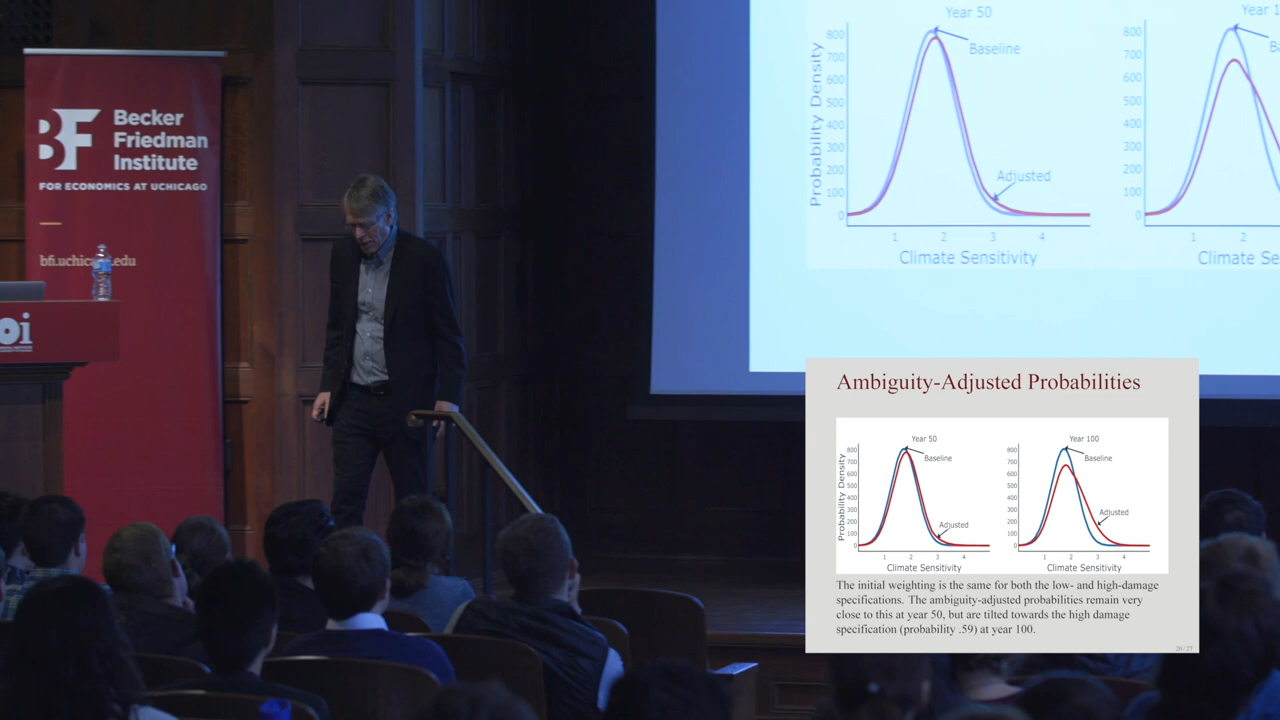 BF
Becker
Friedman
Institute
FOR ECONOMICS AT UCHICAGO
bfi.uchic .edu
Year 50
800
700
600
500
400
300
200
100
0
Probability Density
Baseline
Adjusted
1 2 3 4
Climate Sensitivity
Year 1
800
700
600
500
400
300
200
100
0
1 2
Climate Se
Ambiguity-Adjusted Probabilities
Year 50
800
700
600
500
400
300
200
100
0
Probability Density
Baseline
Adjusted
1 2 3 4
Climate Sensitivity
Year 100
800
700
600
500
400
300
200
100
0
Baseline
Adjusted
1 2 3 4
Climate Sensitivity
The initial weighting is the same for both the low- and high-damage
specifications. The ambiguity-adjusted probabilities remain very
close to this at year 50, but are tilted towards the high damage
specification (probability .59) at year 100.